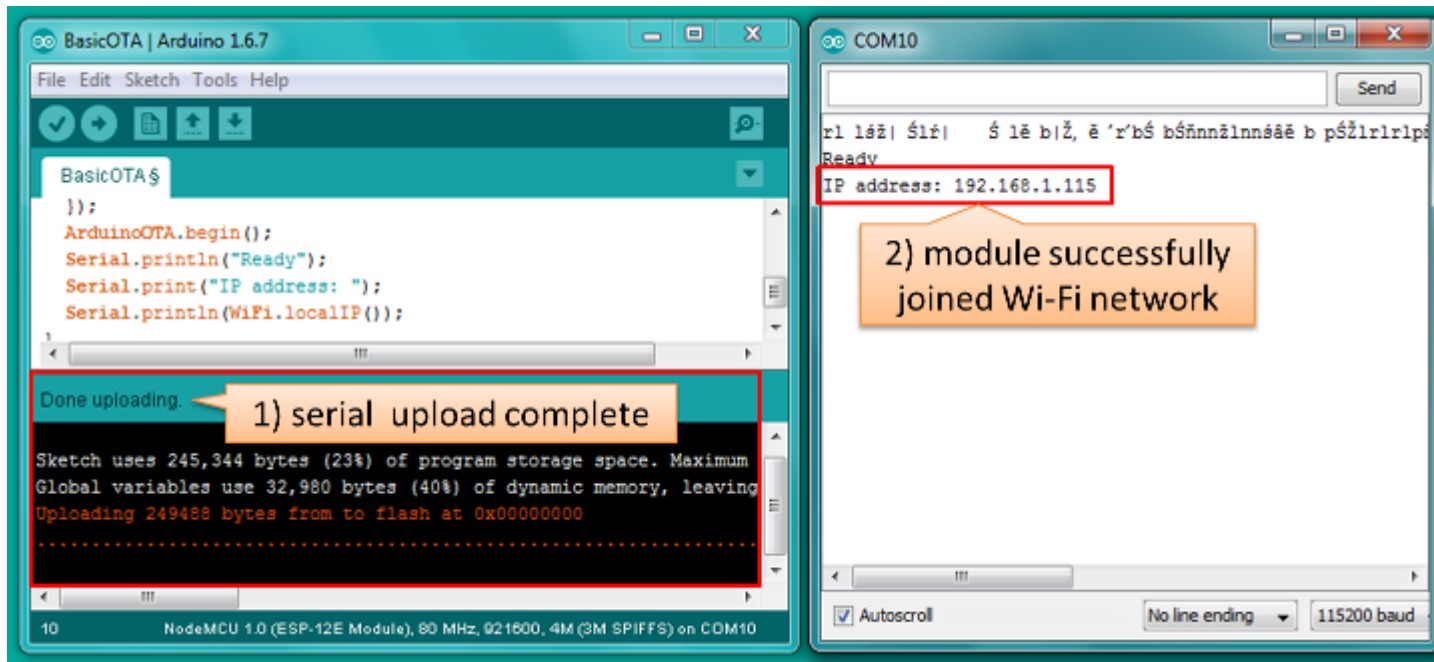 BasicOTA | Arduino 1.6.7
File Edit Sketch Tools Help
BasicOTA§
});
ArduinoOTA.begin();
Serial.println("Ready");
Serial.print("IP address: ");
Serial.println(WiFi.localIP());
Done uploading.
1) serial upload complete
Sketch uses 245,344 bytes (23%) of program storage space. Maximum
Global variables use 32,980 bytes (40%) of dynamic memory, leaving
Uploading 249488 bytes from to flash at 0x00000000
................................................................
10 NodeMCU 1.0 (ESP-12E Module), 80 MHz, 921600, 4M (3M SPIFFS) on COM10
COM10
Send
Ready
IP address: 192.168.1.115
2) module successfully
joined Wi-Fi network
Autoscroll
No line ending
115200 baud